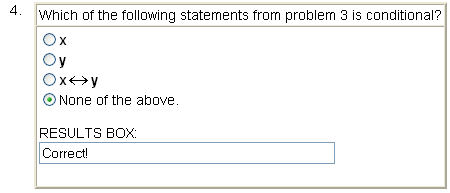 4. Which of the following statements from problem 3 is conditional?
x
y
x↔y
None of the above.
RESULTS BOX:
Correct!